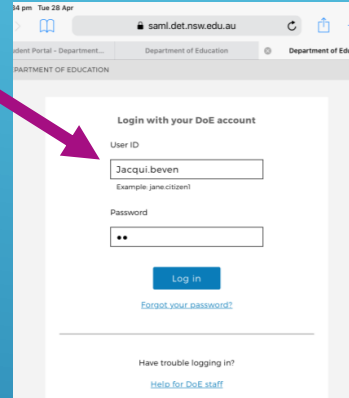 34 pm Tue 28 Apr
saml.det.nsw.edu.au
dent Portal - Department...
Department of Education
Department of Edu
PARTMENT OF EDUCATION
Login with your DoE account
User ID
Jacqui.beven
Example: jane.citizen1
Password
Log in
Forgot your password?
Have trouble logging in?
Help for DoE staff